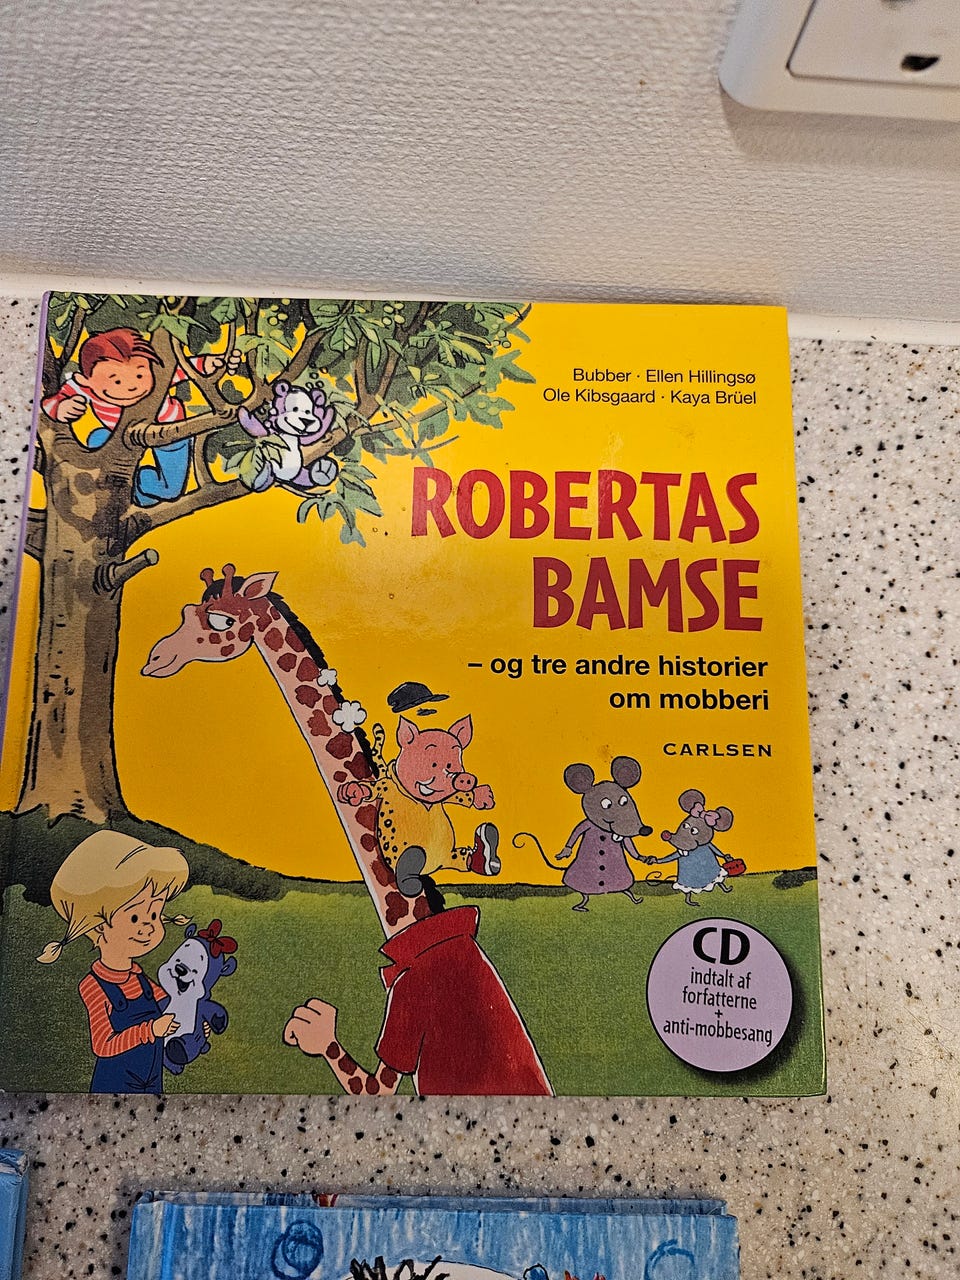 Bubber · Ellen Hillingsø
Ole Kibsgaard · Kaya Brüel
ROBERTAS
BAMSE
– og tre andre historier
om mobberi
CARLSEN
CD
indtalt af
forfatterne
+
anti-mobbesang